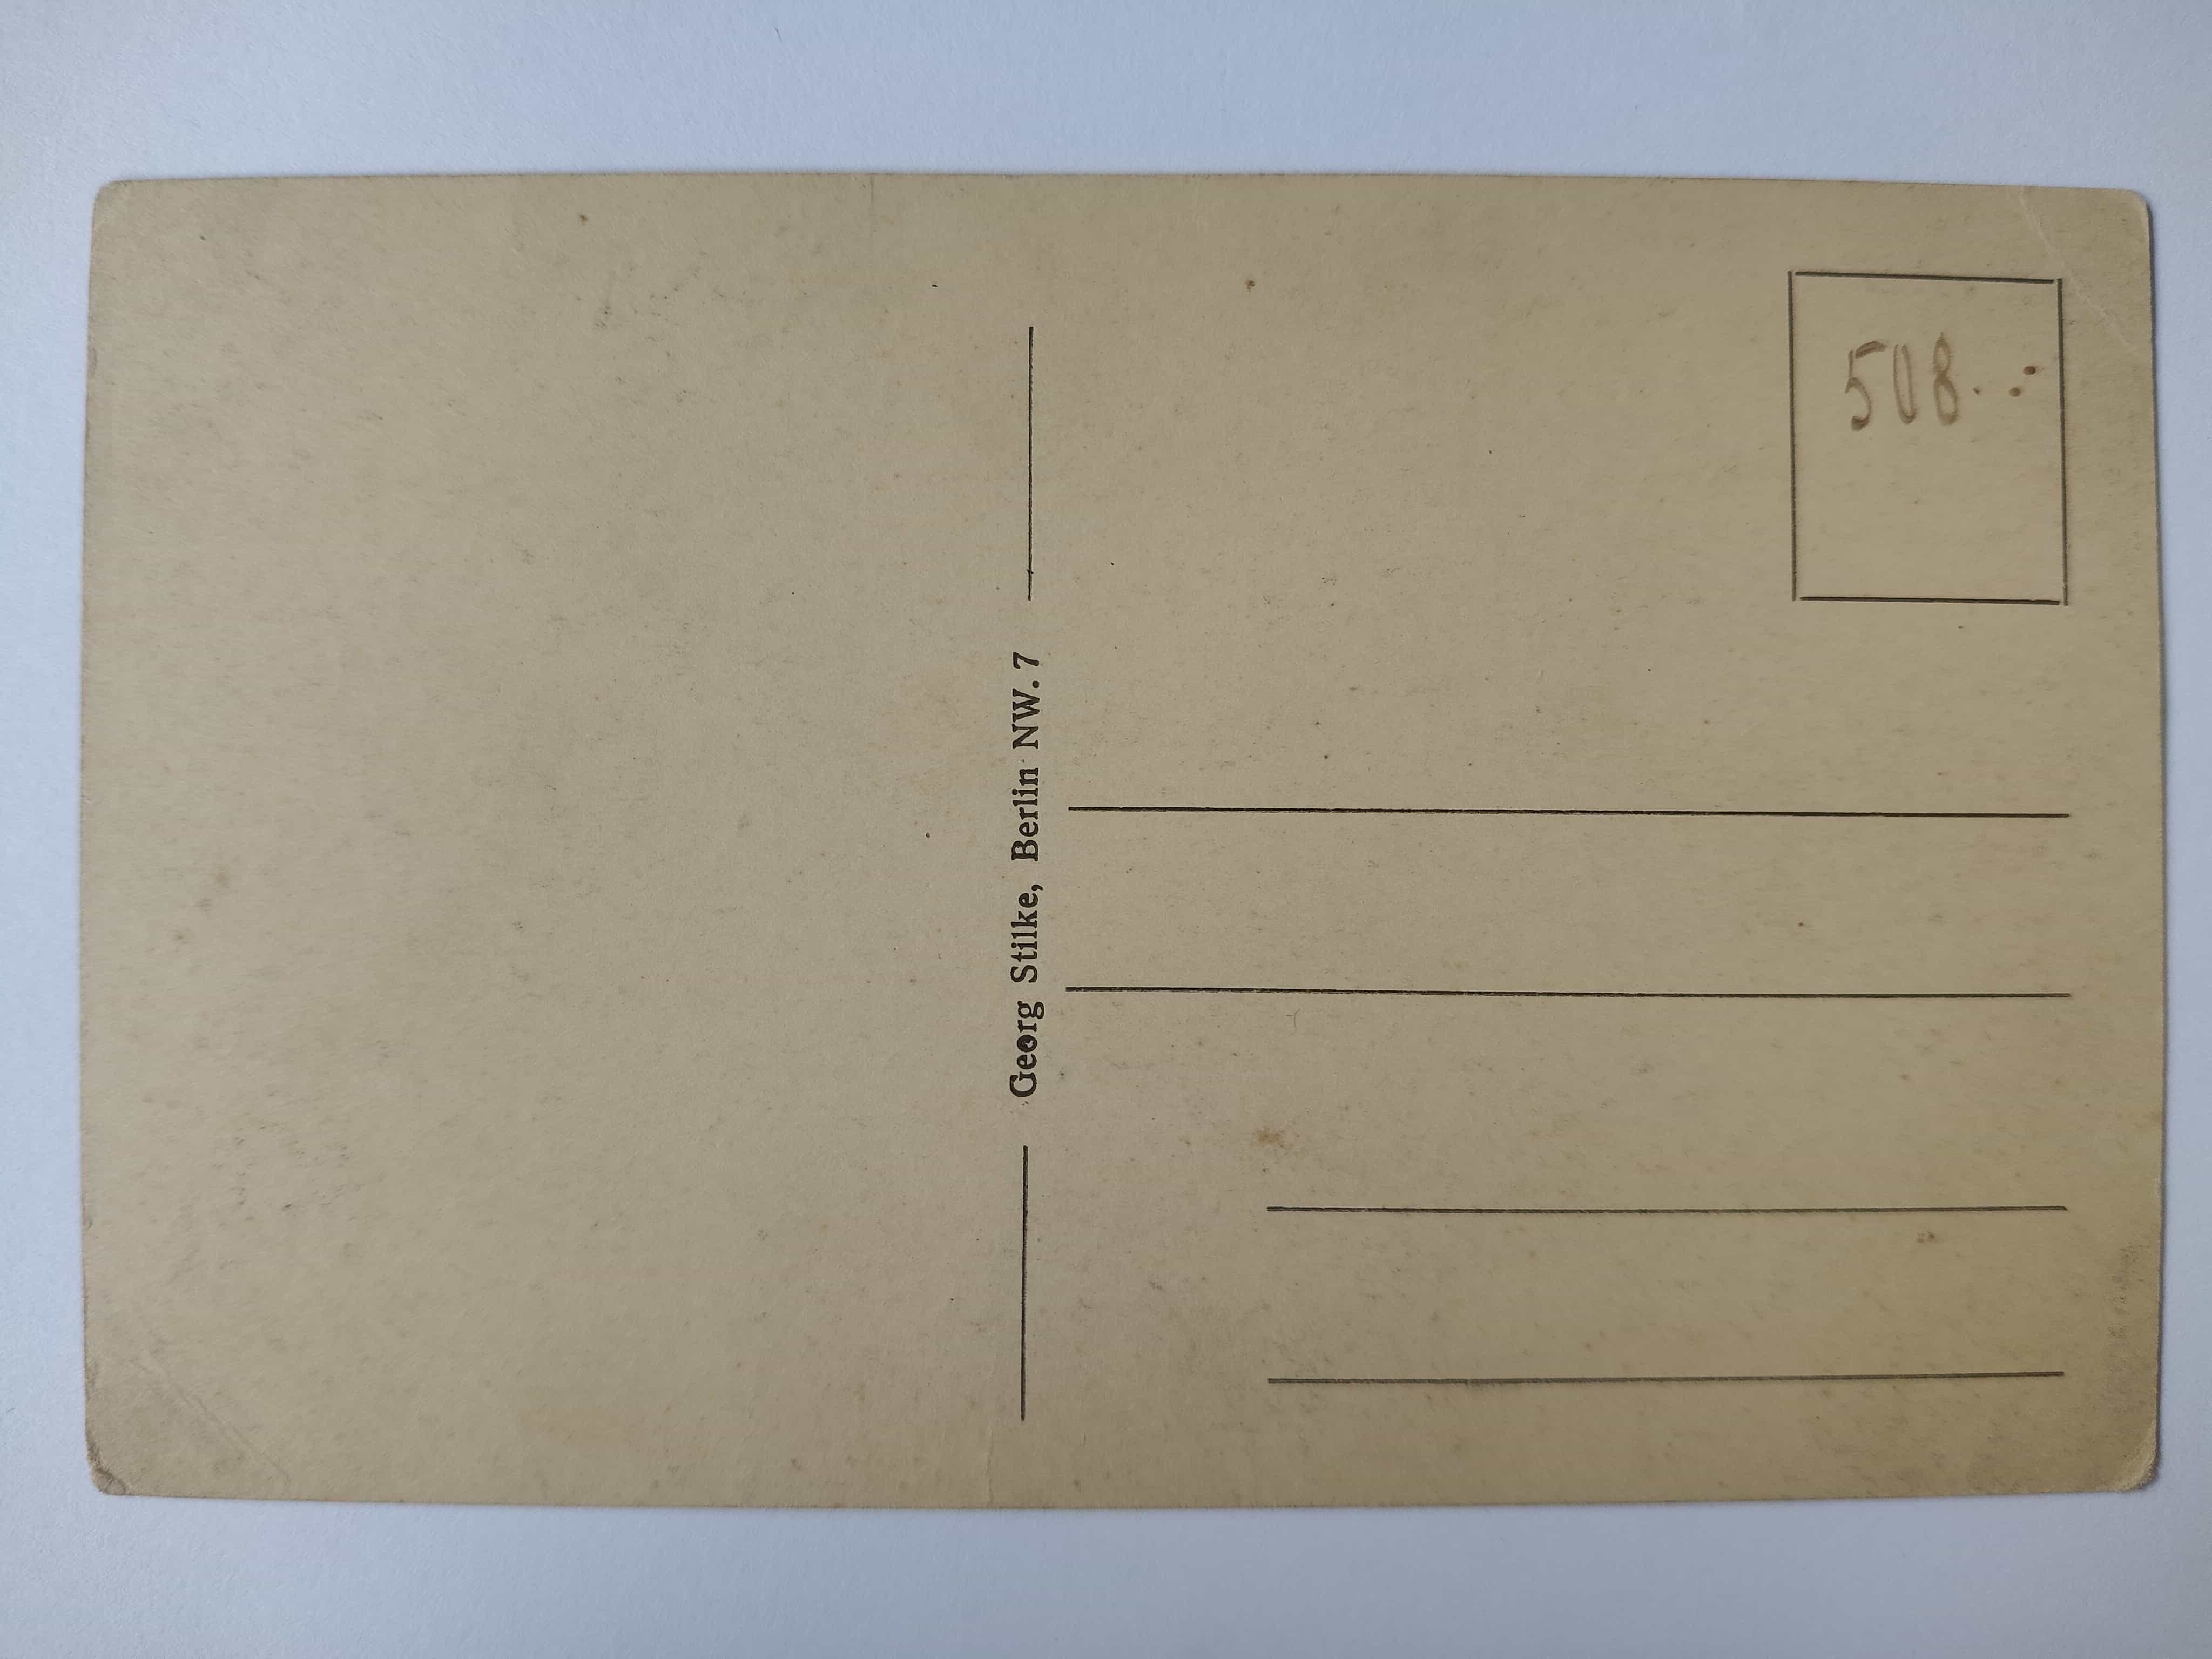 Georg Stilke, Berlin NW. 7
508.